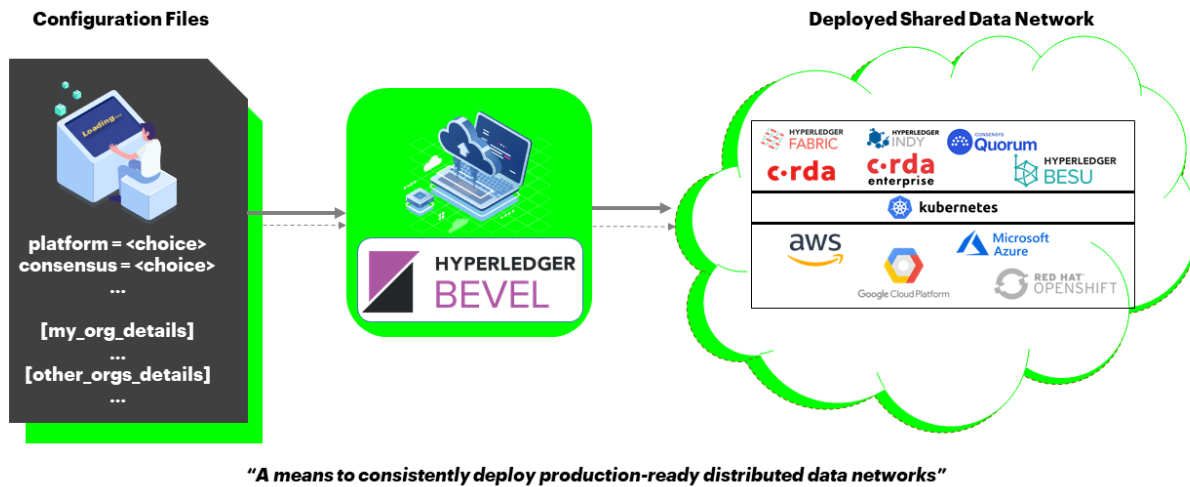 Configuration Files
Deployed Shared Data Network
Loading...
platform = <choice>
consensus = <choice>
...
[my_org_details]
...
[other_orgs_details]
...
HYPERLEDGER
BEVEL
HYPERLEDGER
FABRIC
HYPERLEDGER
INDY
CONSENSYS
Quorum
c·rda
c·rda
enterprise
HYPERLEDGER
BESU
kubernetes
aws
Microsoft
Azure
Google Cloud Platform
RED HAT
OPENSHIFT
“A means to consistently deploy production-ready distributed data networks”